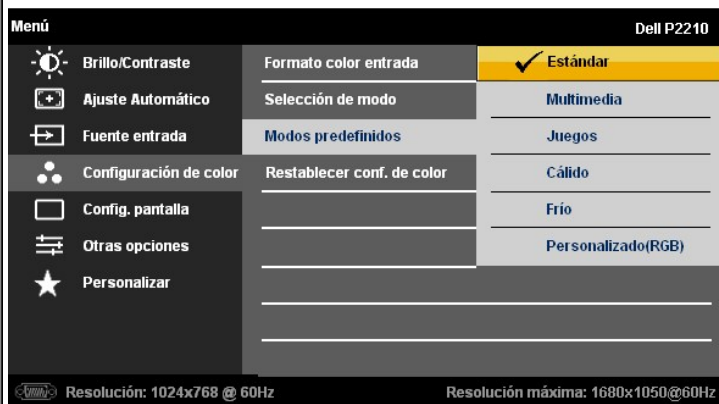 Menú Dell P2210
Brillo/Contraste Formato color entrada Estándar
Ajuste Automático Selección de modo Multimedia
Fuente entrada Modos predefinidos Juegos
Configuración de color Restablecer conf. de color Cálido
Config. pantalla Frío
Otras opciones Personalizado(RGB)
Personalizar
Resolución: 1024x768 @ 60Hz Resolución máxima: 1680x1050@60Hz